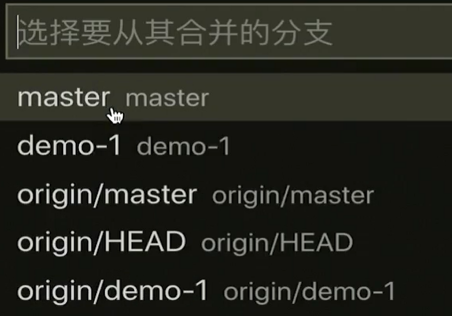 选择要从其合并的分支
master master
demo-1 demo-1
origin/master origin/master
origin/HEAD origin/HEAD
origin/demo-1 origin/demo-1